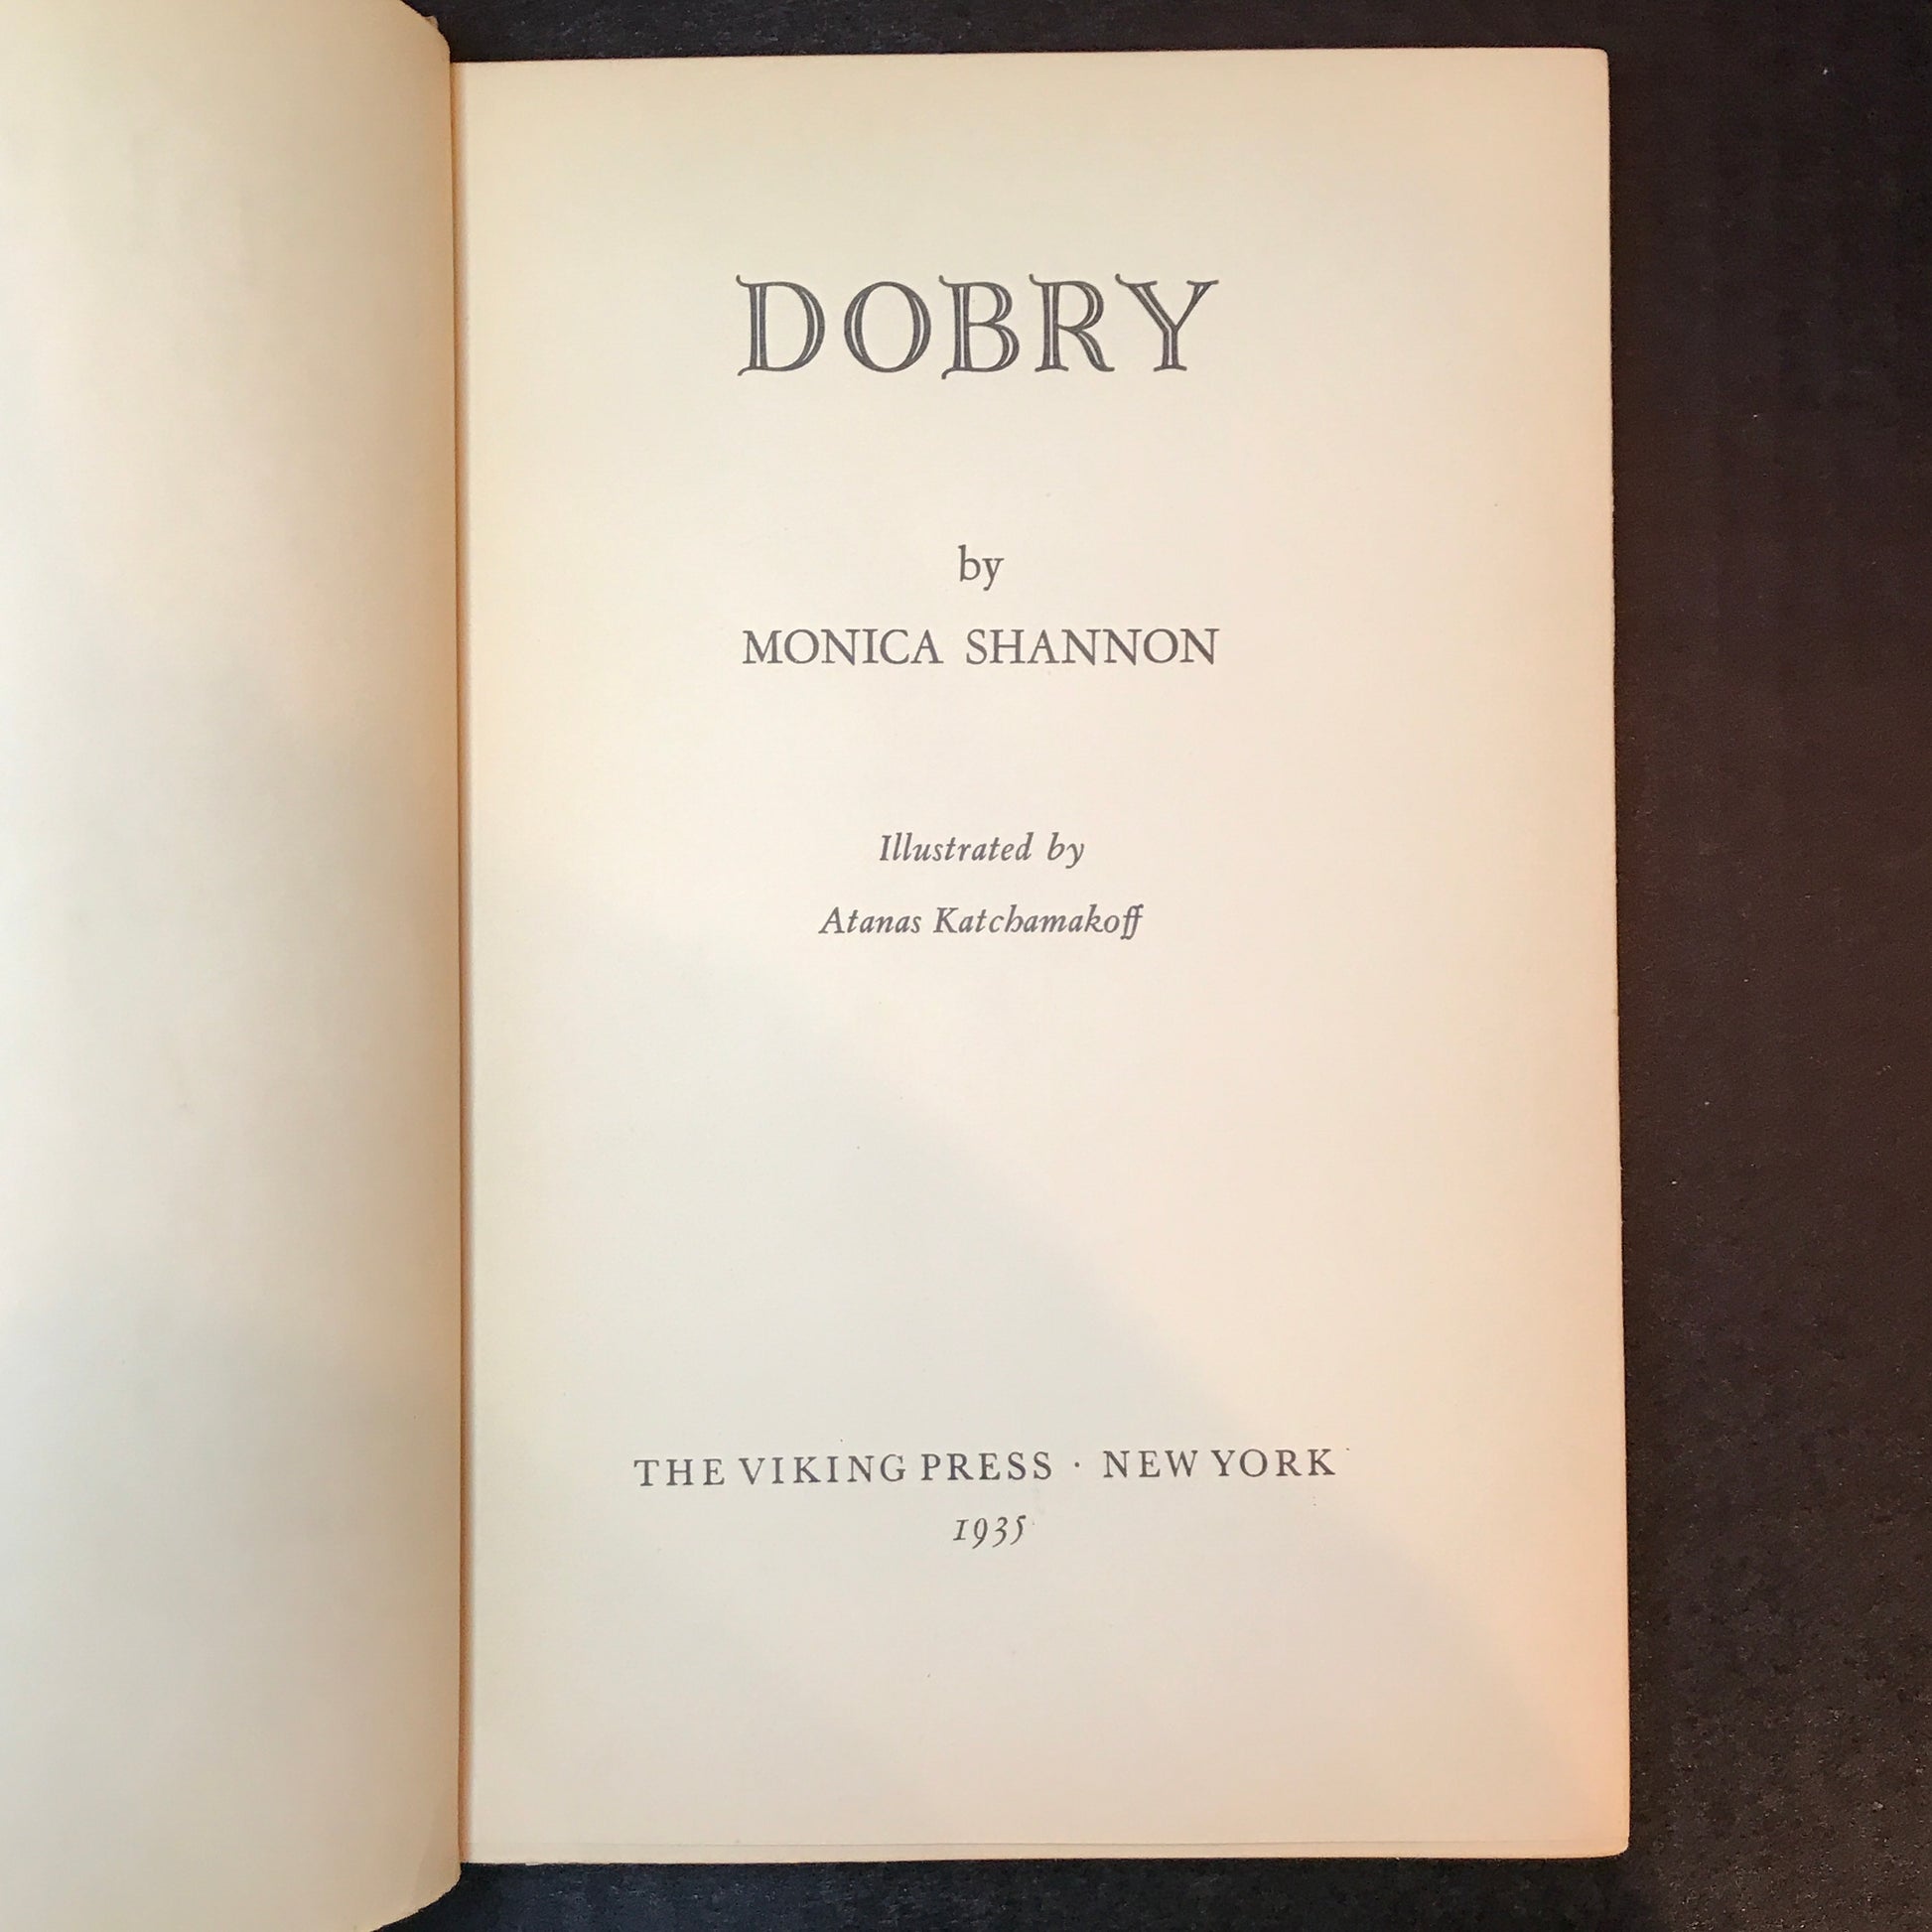 DOBRY
by
MONICA SHANNON
Illustrated by
Atanas Katchamakoff
THE VIKING PRESS · NEW YORK
1935